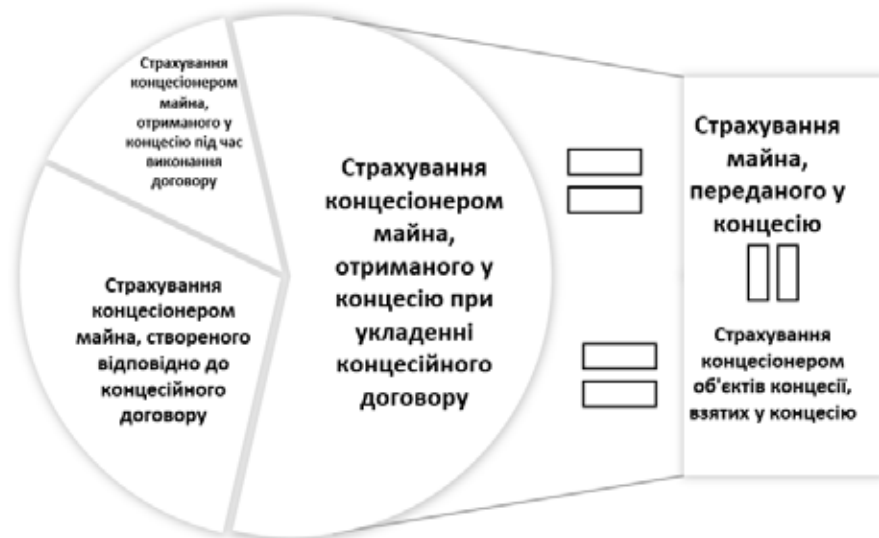 Страхування
концесіонером
майна,
отриманого у
концесію під час
виконання
договору
Страхування
концесіонером
майна, створеного
відповідно до
концесійного
договору
Страхування
концесіонером
майна,
отриманого у
концесію при
укладенні
концесійного
договору
Страхування
майна,
переданого у
концесію
Страхування
концесіонером
об'єктів концесії,
взятих у концесію